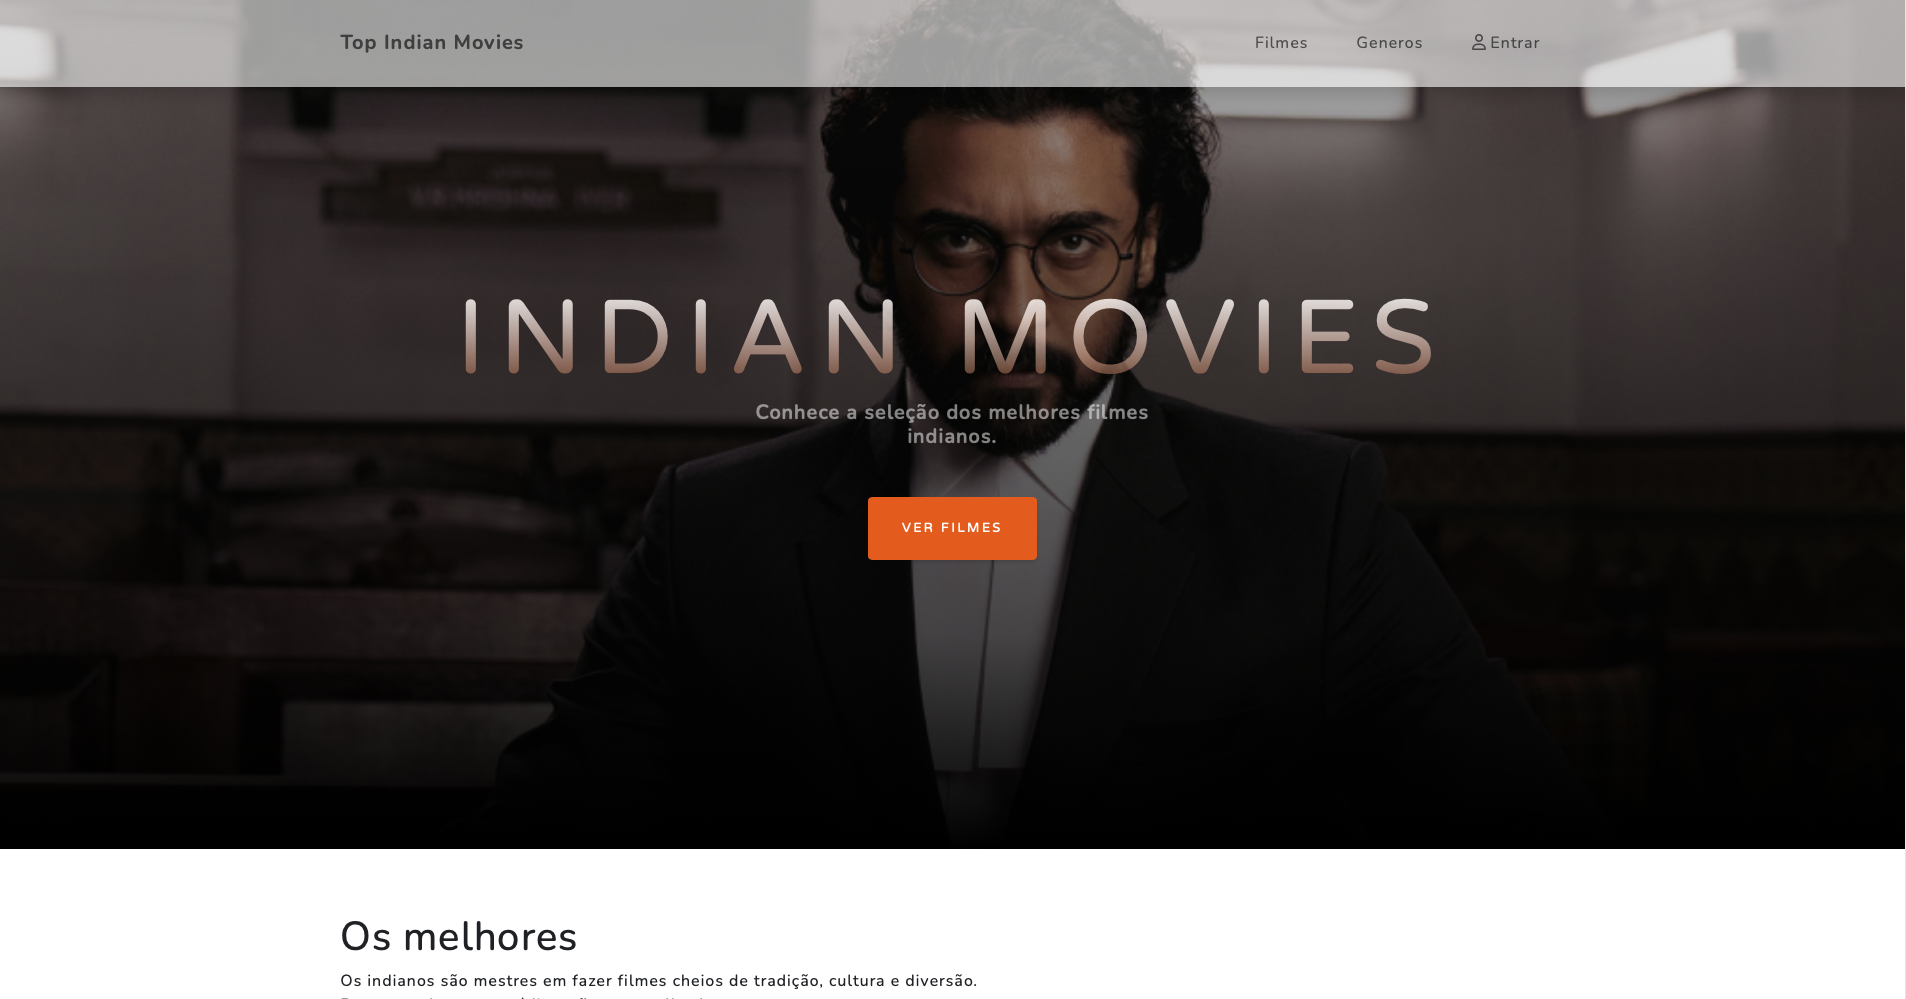 Top Indian Movies
Filmes
Generos
Entrar
INDIAN MOVIES
Conhece a seleção dos melhores filmes
indianos.
VER FILMES
Os melhores
Os indianos são mestres em fazer filmes cheios de tradição, cultura e diversão.